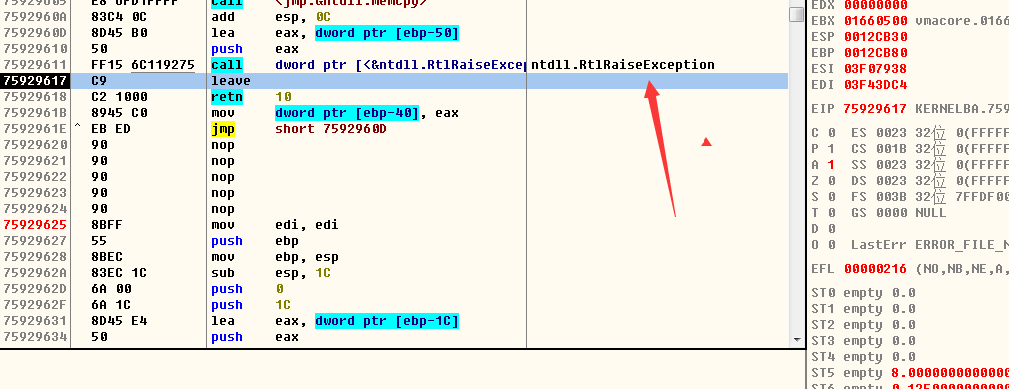 75929605 E8 0FD1FFFF call <jmp.&ntdll.memcpy>
7592960A 83C4 0C add esp, 0C
7592960D 8D45 B0 lea eax, dword ptr [ebp-50]
75929610 50 push eax
75929611 FF15 6C119275 call dword ptr [<&ntdll.RtlRaiseExcep ntdll.RtlRaiseException
75929617 C9 leave
75929618 C2 1000 retn 10
7592961B 8945 C0 mov dword ptr [ebp-40], eax
7592961E ^ EB ED jmp short 7592960D
75929620 90 nop
75929621 90 nop
75929622 90 nop
75929623 90 nop
75929624 90 nop
75929625 8BFF mov edi, edi
75929627 55 push ebp
75929628 8BEC mov ebp, esp
7592962A 83EC 1C sub esp, 1C
7592962D 6A 00 push 0
7592962F 6A 1C push 1C
75929631 8D45 E4 lea eax, dword ptr [ebp-1C]
75929634 50 push eax
EDX 00000000
EBX 01660500 vmacore.0166
ESP 0012CB30
EBP 0012CB80
ESI 03F07938
EDI 03F43DC4
EIP 75929617 KERNELBA.759
C 0 ES 0023 32位 0(FFFFF
P 1 CS 001B 32位 0(FFFFF
A 1 SS 0023 32位 0(FFFFF
Z 0 DS 0023 32位 0(FFFFF
S 0 FS 003B 32位 7FFDF00
T 0 GS 0000 NULL
D 0
O 0 LastErr ERROR_FILE_N
EFL 00000216 (NO,NB,NE,A,
ST0 empty 0.0
ST1 empty 0.0
ST2 empty 0.0
ST3 empty 0.0
ST4 empty 0.0
ST5 empty 8.0000000000000